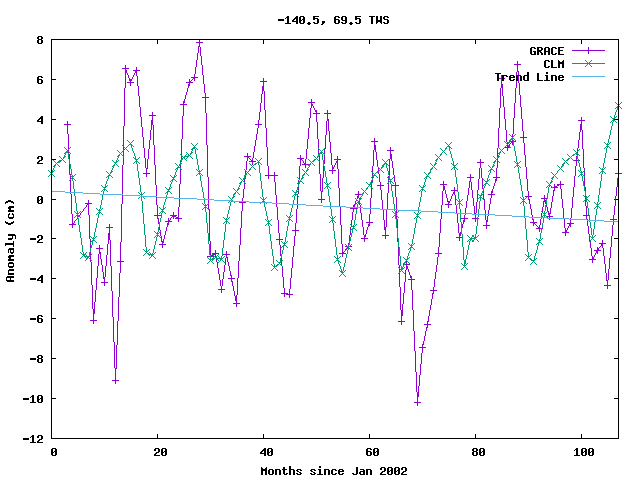 -140.5, 69.5 TWS
GRACE
CLM
Trend Line
8
6
4
2
0
-2
-4
-6
-8
-10
-12
Anomaly (cm)
0 20 40 60 80 100
Months since Jan 2002